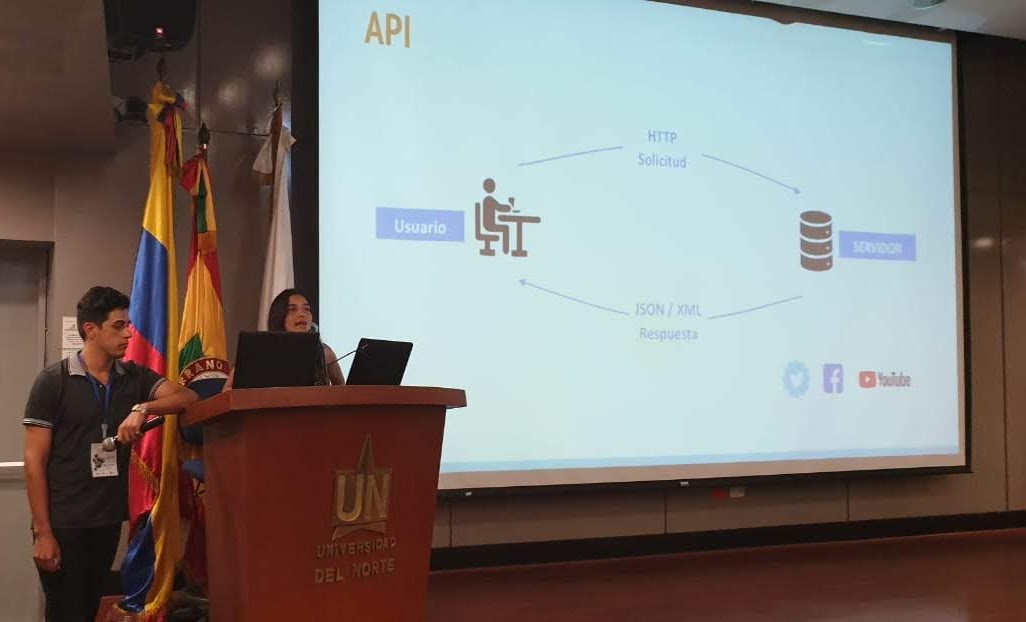 API
HTTP
Solicitud
Usuario
SERVIDOR
JSON / XML
Respuesta
YouTube
UN
UNIVERSIDAD
DEL NORTE